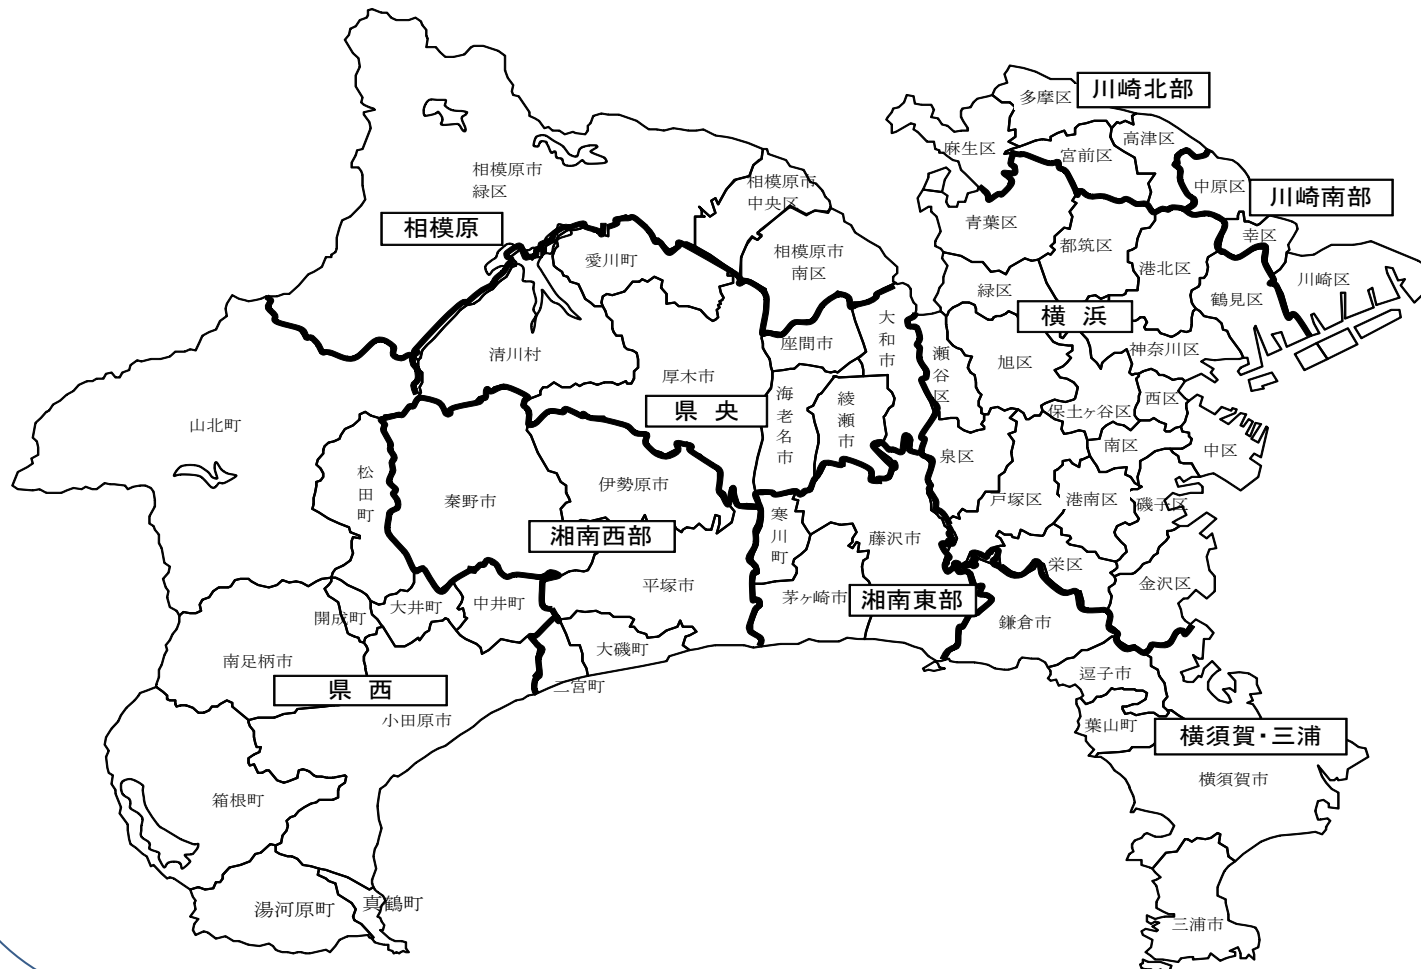 多摩区
川崎北部
高津区
麻生区
宮前区
相模原市
緑区
相模原市
中央区
中原区
川崎南部
相模原
青葉区
幸区
愛川町
相模原市
南区
都筑区
港北区
川崎区
緑区
鶴見区
横 浜
大和市
清川村
座間市
瀬谷区
旭区
神奈川区
厚木市
海老名市
綾瀬市
県 央
保土ヶ谷区
西区
山北町
南区
中区
泉区
松田町
秦野市
伊勢原市
戸塚区
港南区
磯子区
寒川町
湘南西部
藤沢市
栄区
平塚市
金沢区
茅ヶ崎市
湘南東部
大井町
中井町
開成町
鎌倉市
大磯町
南足柄市
逗子市
県 西
二宮町
小田原市
葉山町
横須賀・三浦
横須賀市
箱根町
真鶴町
湯河原町
三浦市